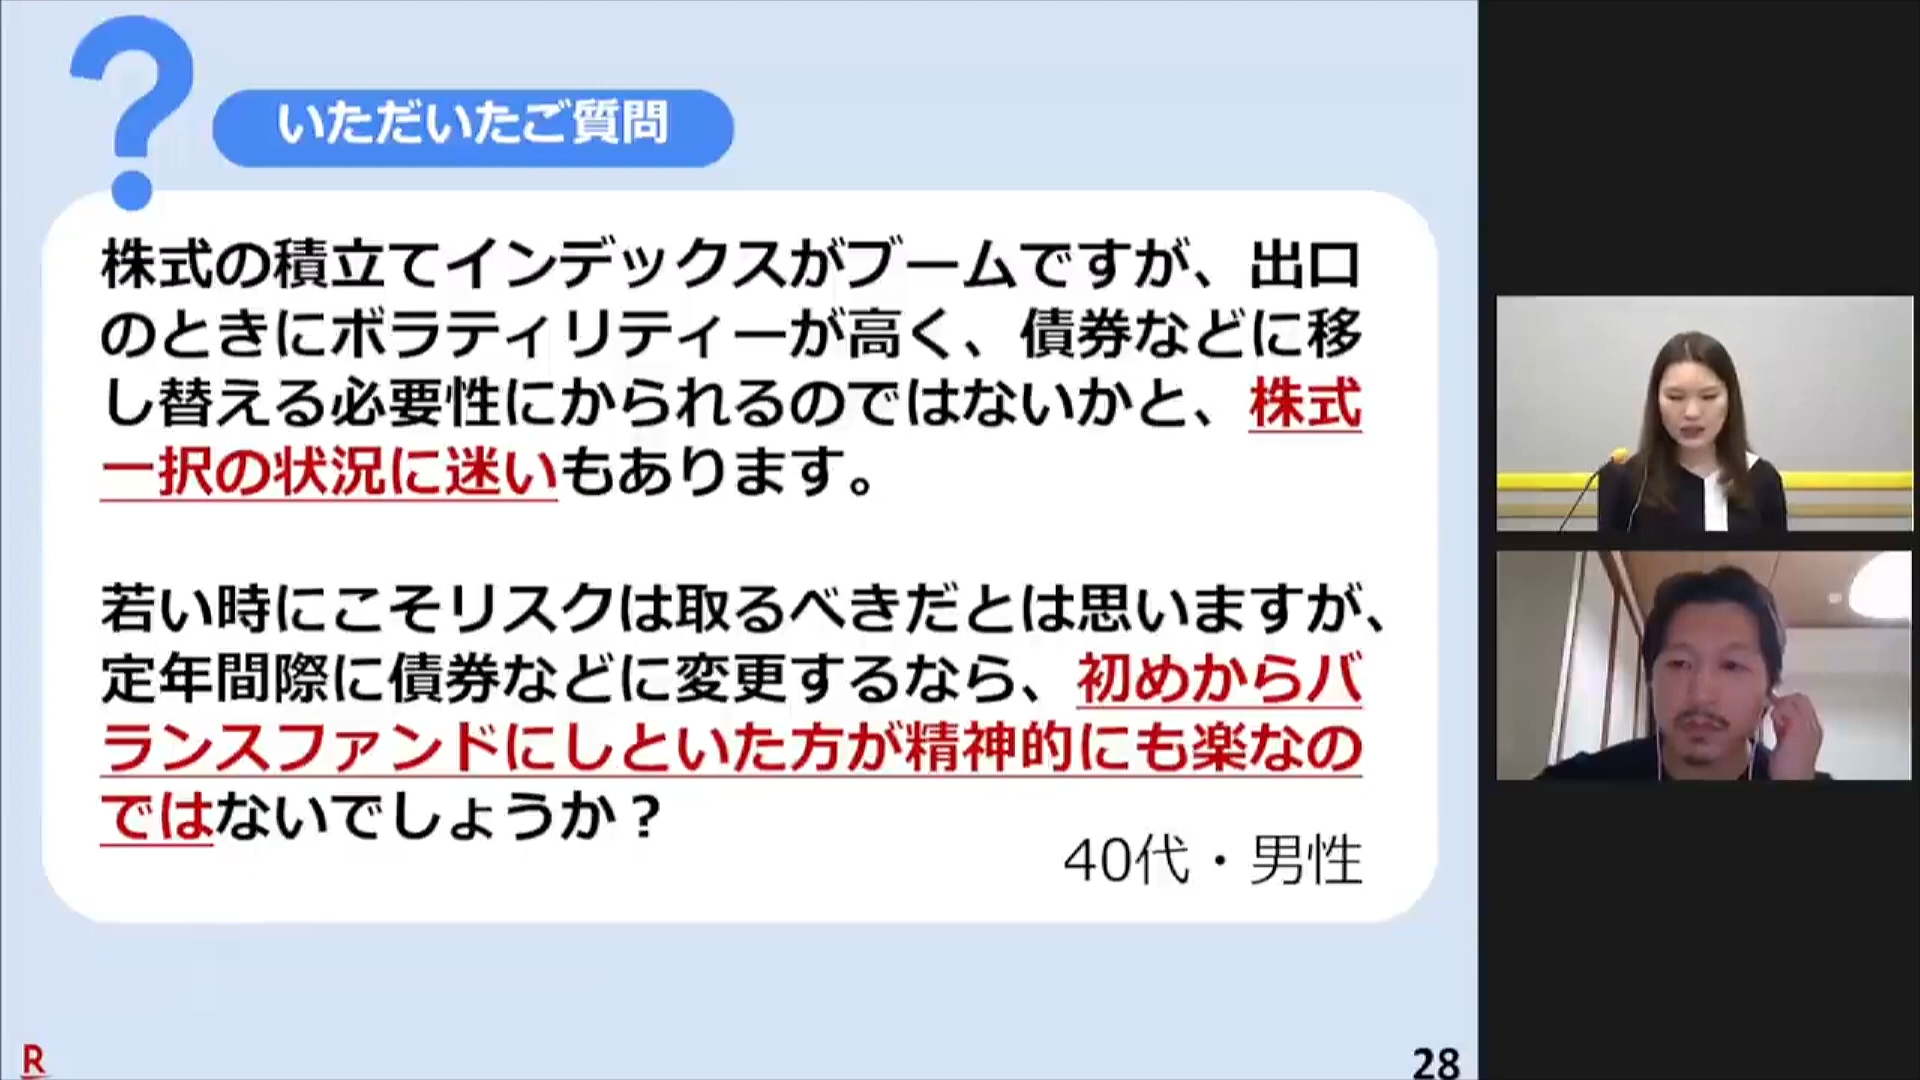 ?
いただいたご質問
株式の積立てインデックスがブームですが、出口
のときにボラティリティーが高く、債券などに移
し替える必要性にかられるのではないかと、株式
一択の状況に迷いもあります。
若い時にこそリスクは取るべきだとは思いますが、
定年間際に債券などに変更するなら、初めからバ
ランスファンドにしといた方が精神的にも楽なの
ではないでしょうか？
40代・男性
R
28